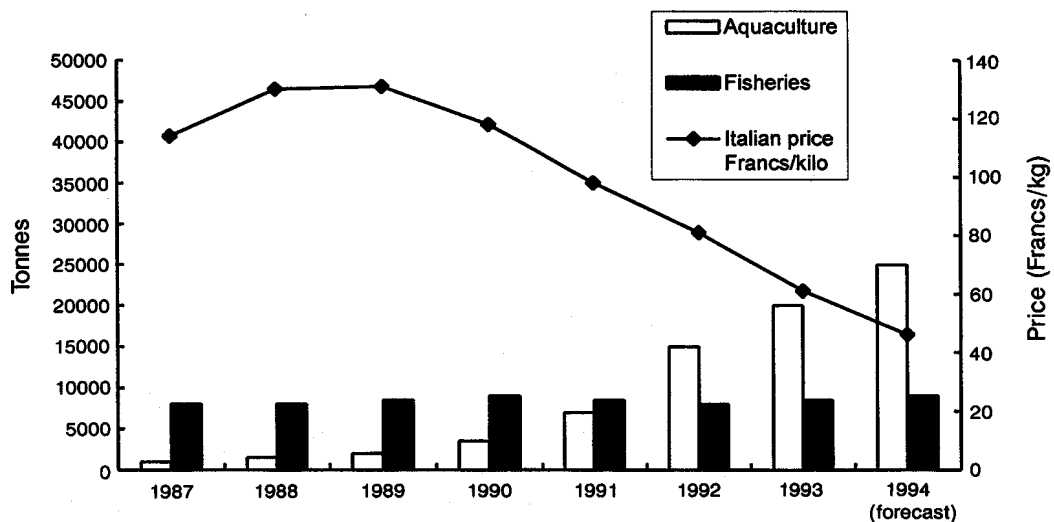 Aquaculture
Fisheries
Italian price
Francs/kilo
Tonnes
50000
45000
40000
35000
30000
25000
20000
15000
10000
5000
0
Price (Francs/kg)
140
120
100
80
60
40
20
0
1987 1988 1989 1990 1991 1992 1993 1994
(forecast)